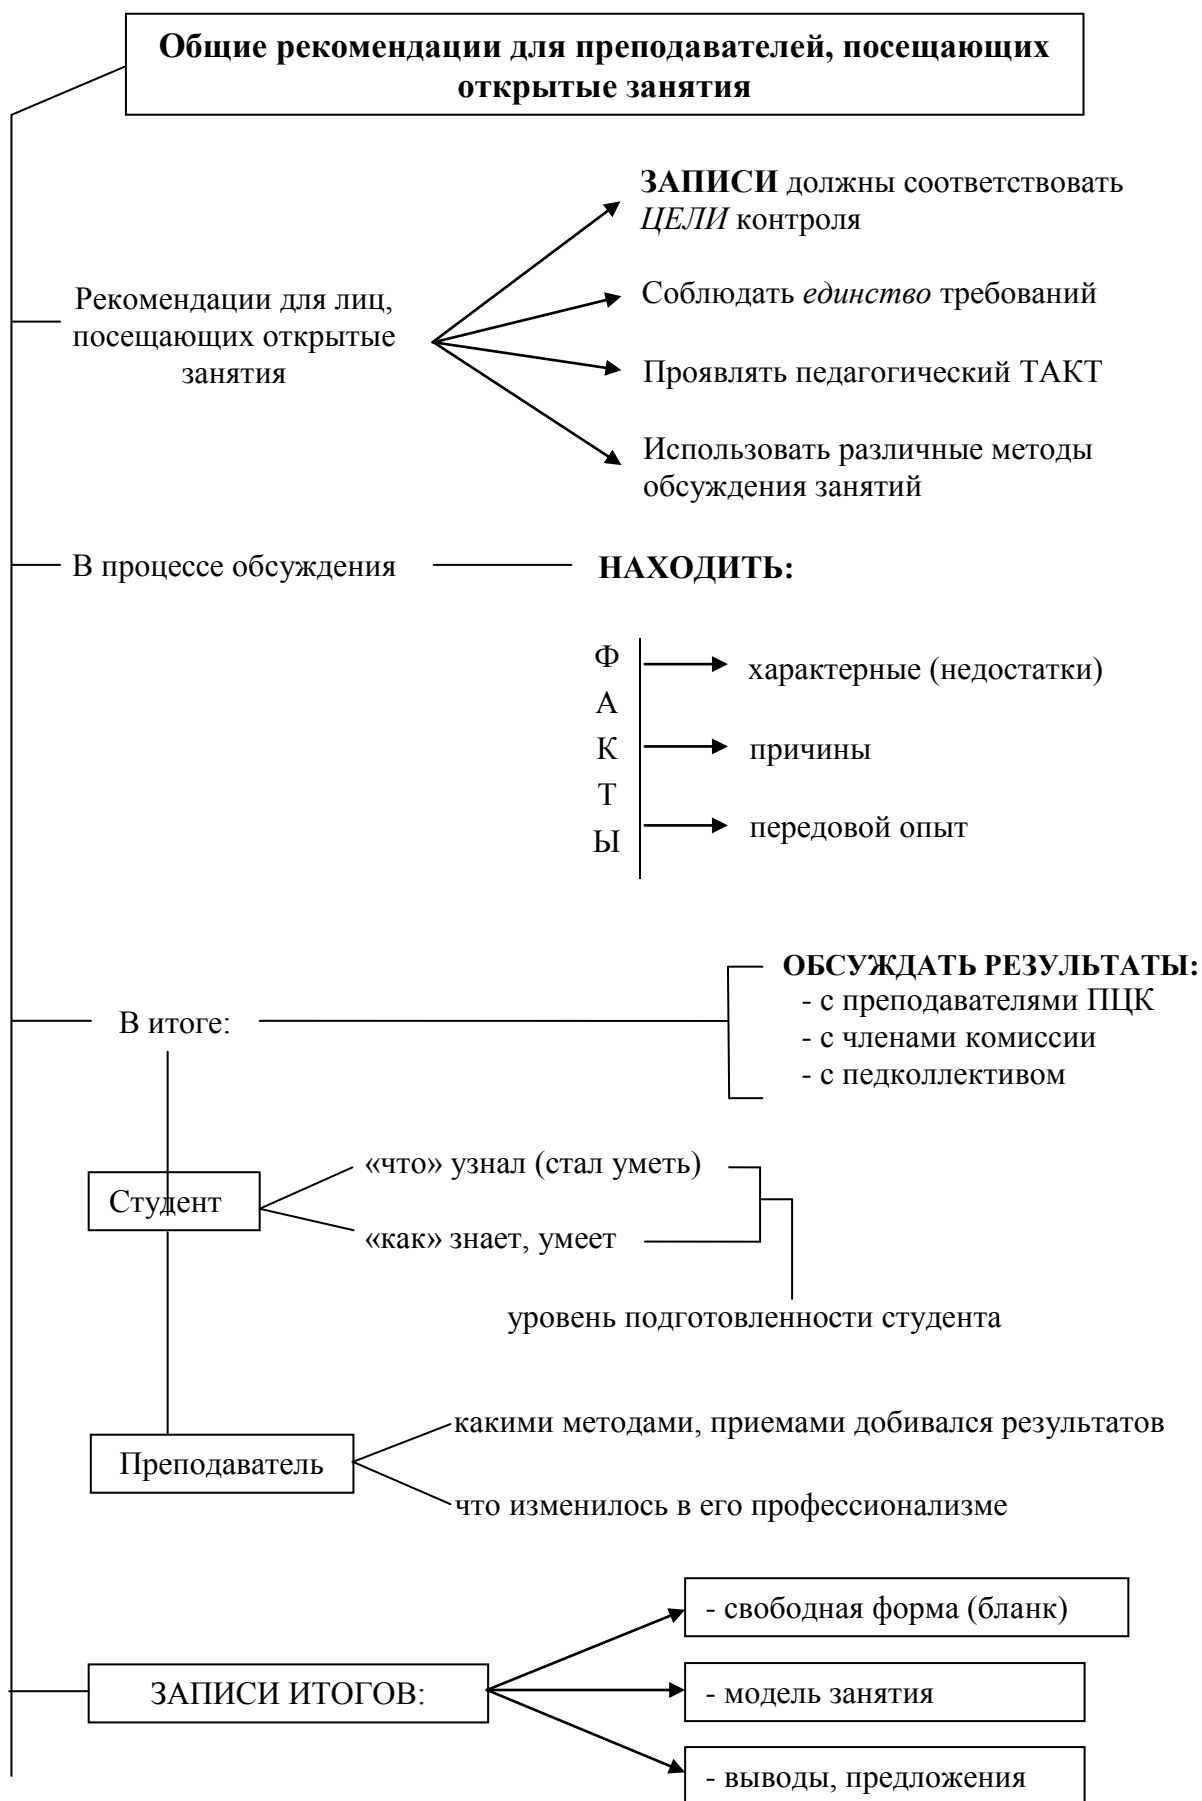 Общие рекомендации для преподавателей, посещающих
открытые занятия
ЗАПИСИ должны соответствовать
ЦЕЛИ контроля
Рекомендации для лиц,
посещающих открытые
занятия
Соблюдать единство требований
Проявлять педагогический ТАКТ
Использовать различные методы
обсуждения занятий
В процессе обсуждения
НАХОДИТЬ:
Ф
А
К
Т
Ы
характерные (недостатки)
причины
передовой опыт
В итоге:
ОБСУЖДАТЬ РЕЗУЛЬТАТЫ:
- с преподавателями ПЦК
- с членами комиссии
- с педколлективом
Студент
«что» узнал (стал уметь)
«как» знает, умеет
уровень подготовленности студента
Преподаватель
какими методами, приемами добивался результатов
что изменилось в его профессионализме
ЗАПИСИ ИТОГОВ:
- свободная форма (бланк)
- модель занятия
- выводы, предложения